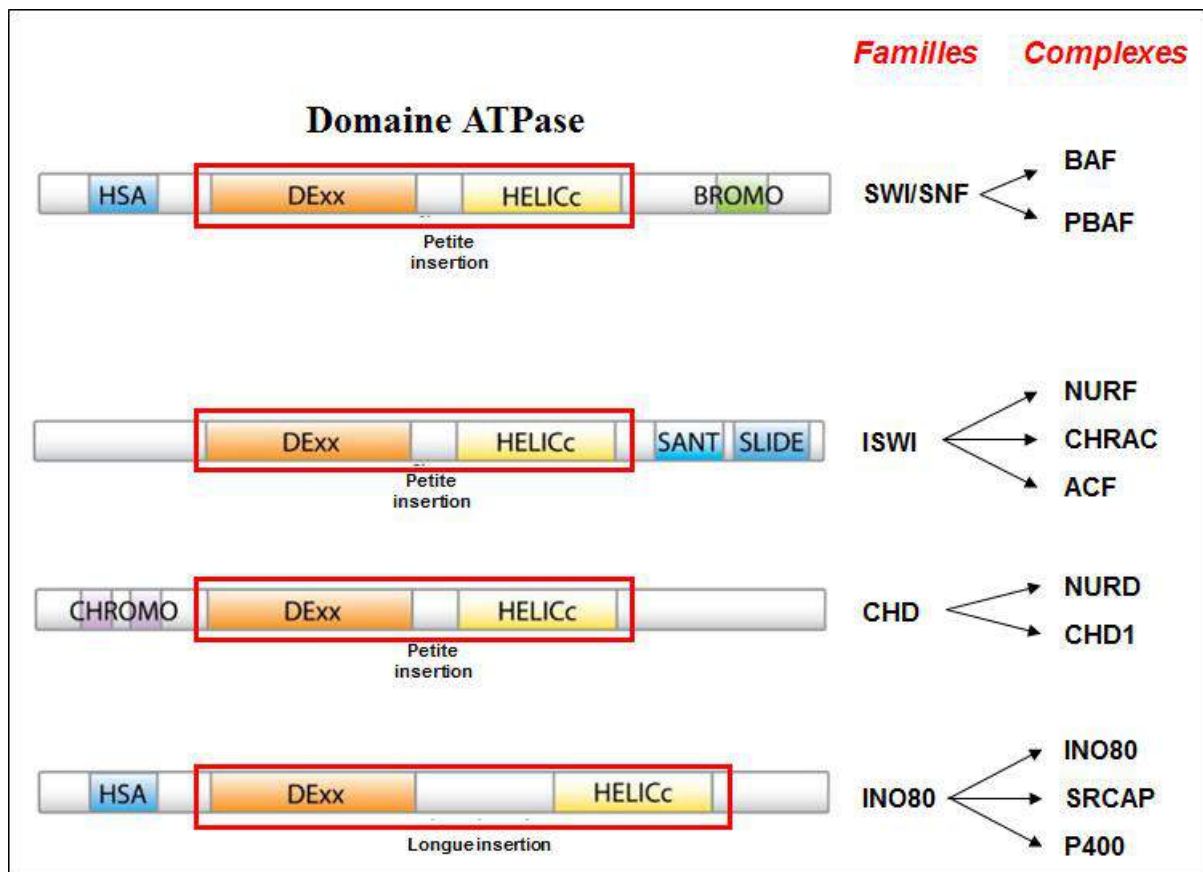 Familles Complexes
Domaine ATPase
HSA DExx HELICc BROMO
Petite
insertion
SWI/SNF
BAF
PBAF
DExx HELICc SANT SLIDE
Petite
insertion
ISWI
NURF
CHRAC
ACF
CHROMO DExx HELICc
Petite
insertion
CHD
NURD
CHD1
HSA DExx HELICc
Longue insertion
INO80
INO80
SRCAP
P400